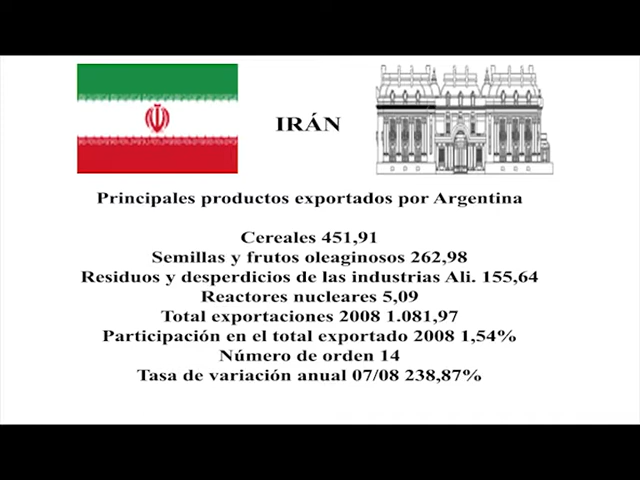 IRÁN
Principales productos exportados por Argentina
Cereales 451,91
Semillas y frutos oleaginosos 262,98
Residuos y desperdicios de las industrias Ali. 155,64
Reactores nucleares 5,09
Total exportaciones 2008 1.081,97
Participación en el total exportado 2008 1,54%
Número de orden 14
Tasa de variación anual 07/08 238,87%